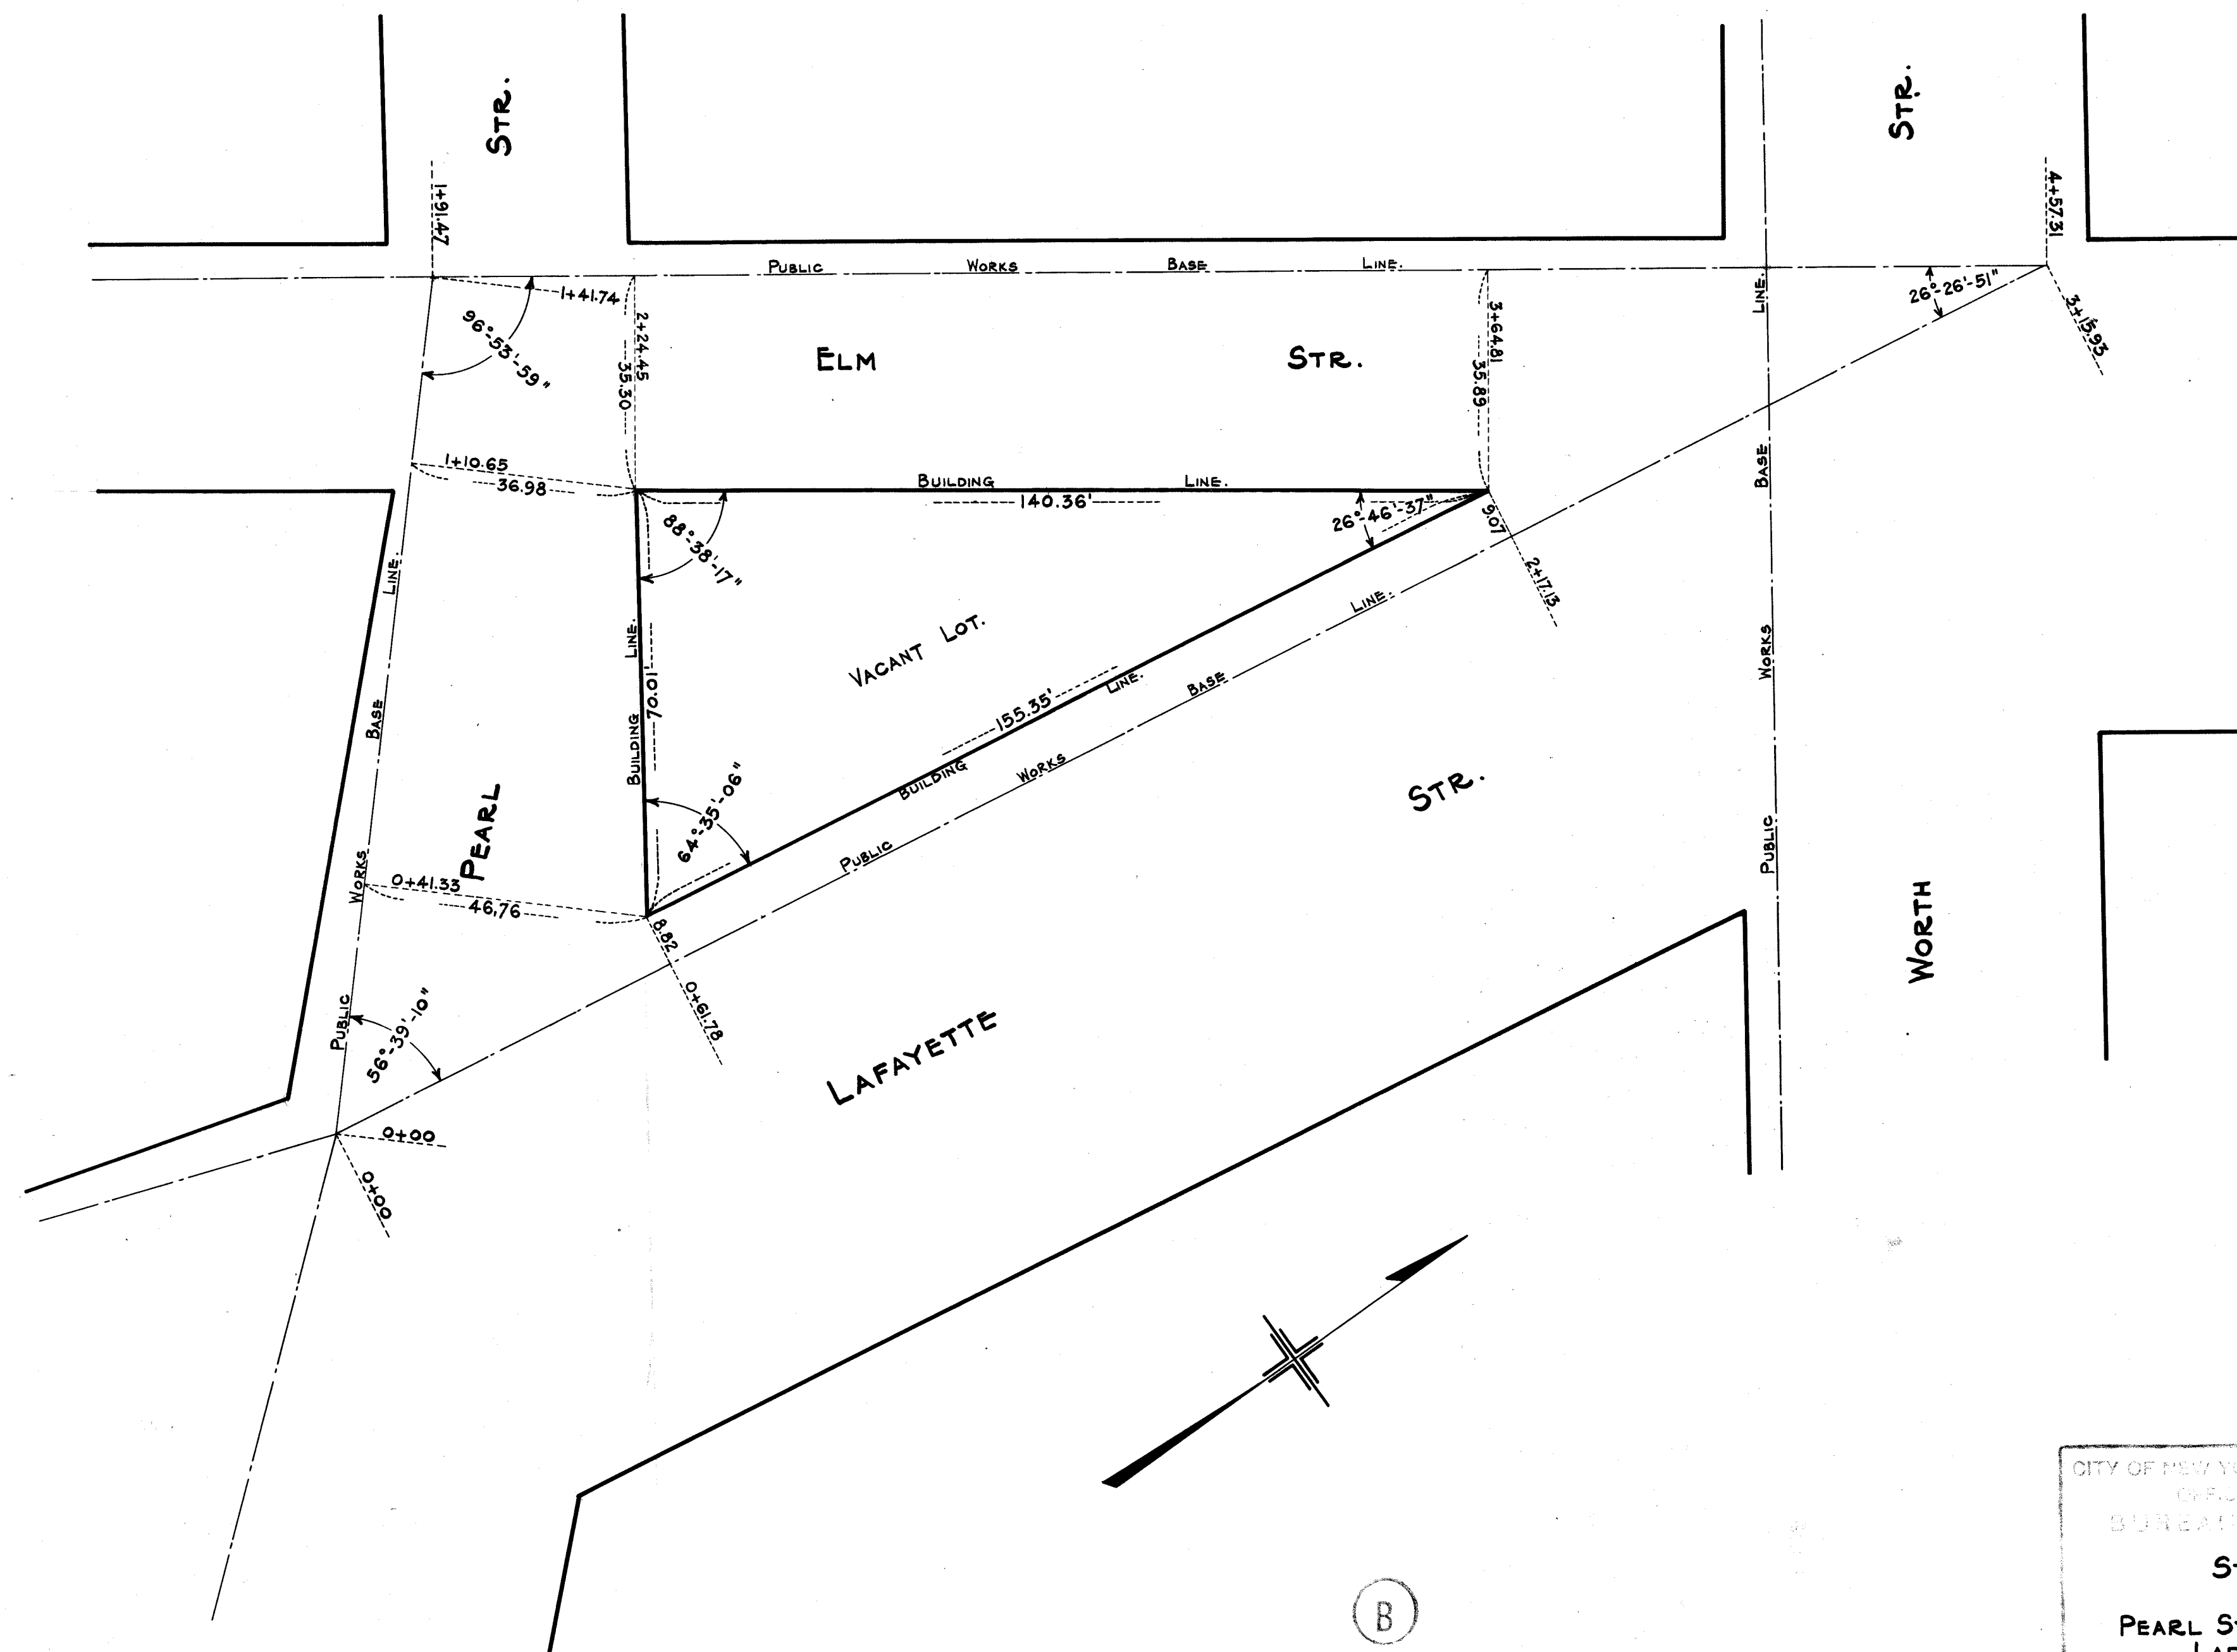 STR.
STR.
1+91.47
4+57.31
PUBLIC WORKS BASE LINE.
1+41.74
96°-53'-59"
2+24.45
35.30
ELM STR.
3+64.81
35.89
26°-26'-51"
3+15.93
1+10.65
36.98
BUILDING LINE.
140.36'
88°-38'-17"
26°-46'-37"
9.07
2+17.13
PUBLIC WORKS BASE LINE.
BUILDING LINE.
70.01'
VACANT LOT.
155.35'
BUILDING LINE.
PUBLIC WORKS BASE LINE.
64°-35'-06"
PUBLIC WORKS BASE LINE.
PEARL
0+41.33
46,76
8.82
0+61.78
STR.
WORTH
56°-39'-10"
LAFAYETTE
0+00
0+00
B
CITY OF NEW YO
PEARL S